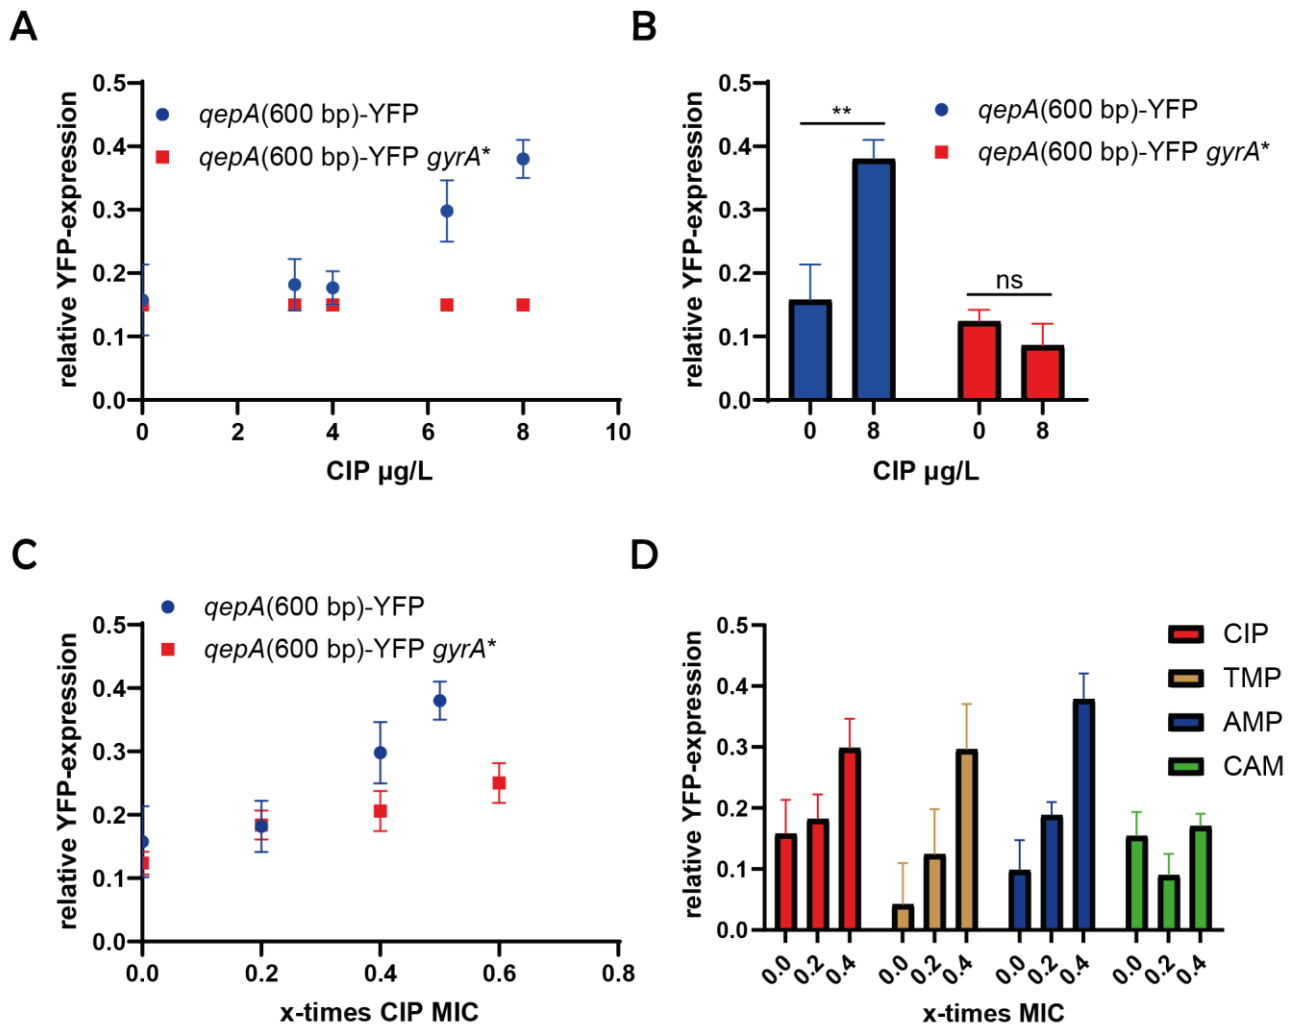 A
relative YFP-expression
0.5
0.4
0.3
0.2
0.1
0.0
qepA(600 bp)-YFP
qepA(600 bp)-YFP gyrA*
0 2 4 6 8 10
CIP µg/L
B
relative YFP-expression
0.5
0.4
0.3
0.2
0.1
0.0
**
ns
qepA(600 bp)-YFP
qepA(600 bp)-YFP gyrA*
0 8 0 8
CIP µg/L
C
relative YFP-expression
qepA(600 bp)-YFP
qepA(600 bp)-YFP gyrA*
0.5
0.4
0.3
0.2
0.1
0.0
0.0 0.2 0.4 0.6 0.8
x-times CIP MIC
D
relative YFP-expression
0.5
0.4
0.3
0.2
0.1
0.0
CIP
TMP
AMP
CAM
0.0 0.2 0.4 0.0 0.2 0.4 0.0 0.2 0.4 0.0 0.2 0.4
x-times MIC